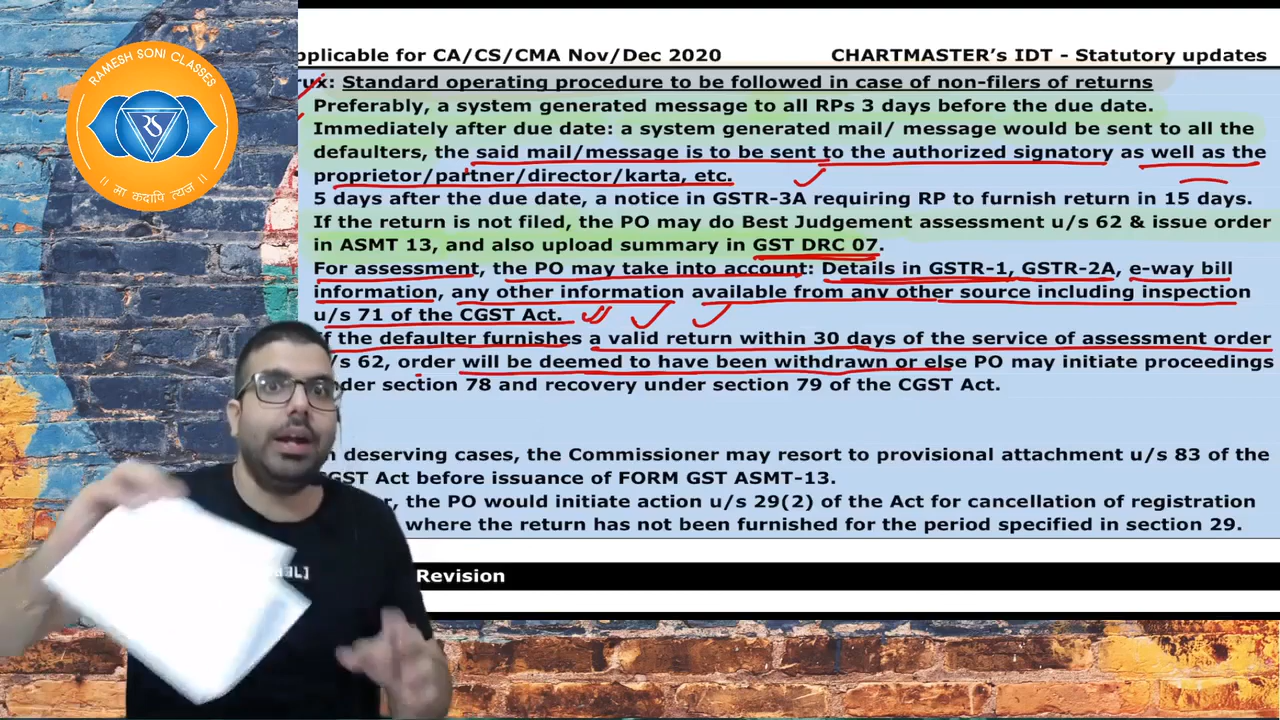 RAMESH SONI CLASSES
RS
।। मा कदापि त्यज ।।
pplicable for CA/CS/CMA Nov/Dec 2020 CHARTMASTER’s IDT - Statutory updates
ux: Standard operating procedure to be followed in case of non-filers of returns
Preferably, a system generated message to all RPs 3 days before the due date.
Immediately after due date: a system generated mail/ message would be sent to all the
defaulters, the said mail/message is to be sent to the authorized signatory as well as the
proprietor/partner/director/karta, etc.
5 days after the due date, a notice in GSTR-3A requiring RP to furnish return in 15 days.
If the return is not filed, the PO may do Best Judgement assessment u/s 62 & issue order
in ASMT 13, and also upload summary in GST DRC 07.
For assessment, the PO may take into account: Details in GSTR-1, GSTR-2A, e-way bill
information, any other information available from any other source including inspection
u/s 71 of the CGST Act.
f the defaulter furnishes a valid return within 30 days of the service of assessment order
/s 62, order will be deemed to have been withdrawn or else PO may initiate proceedings
der section 78 and recovery under section 79 of the CGST Act.
n deserving cases, the Commissioner may resort to provisional attachment u/s 83 of the
GST Act before issuance of FORM GST ASMT-13.
r, the PO would initiate action u/s 29(2) of the Act for cancellation of registration
where the return has not been furnished for the period specified in section 29.
Revision